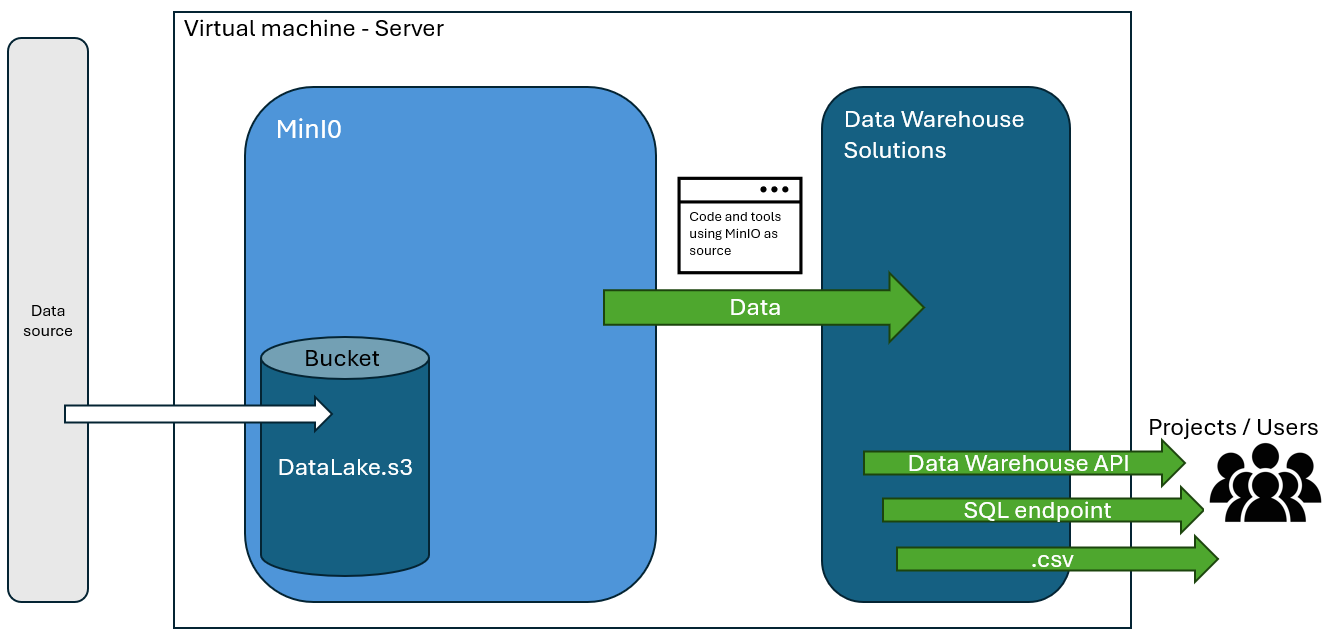 Virtual machine - Server
MinI0
Data Warehouse
Solutions
Code and tools
using MinIO as
source
Data
Data
source
Bucket
DataLake.s3
Projects / Users
Data Warehouse API
SQL endpoint
.csv